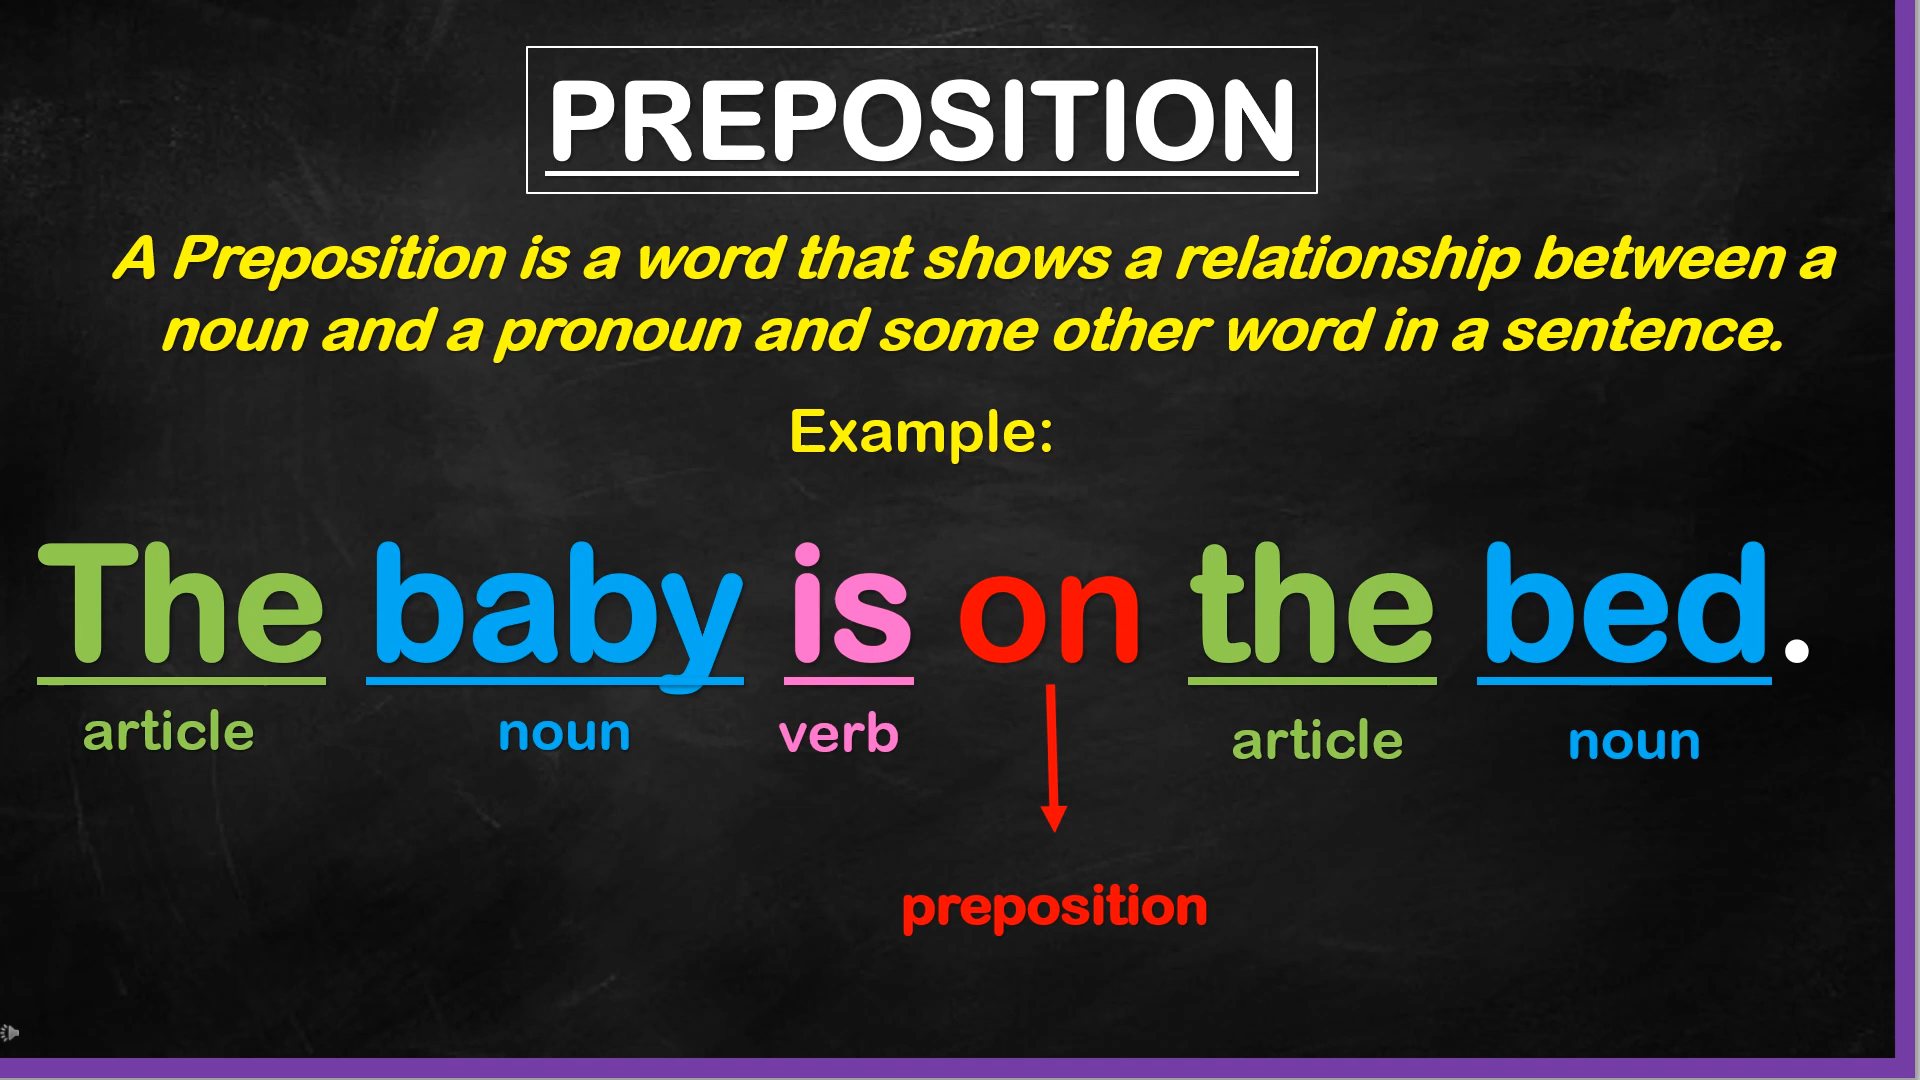 PREPOSITION
A Preposition is a word that shows a relationship between a
noun and a pronoun and some other word in a sentence.
Example:
The baby is on the bed.
article noun verb article noun
preposition